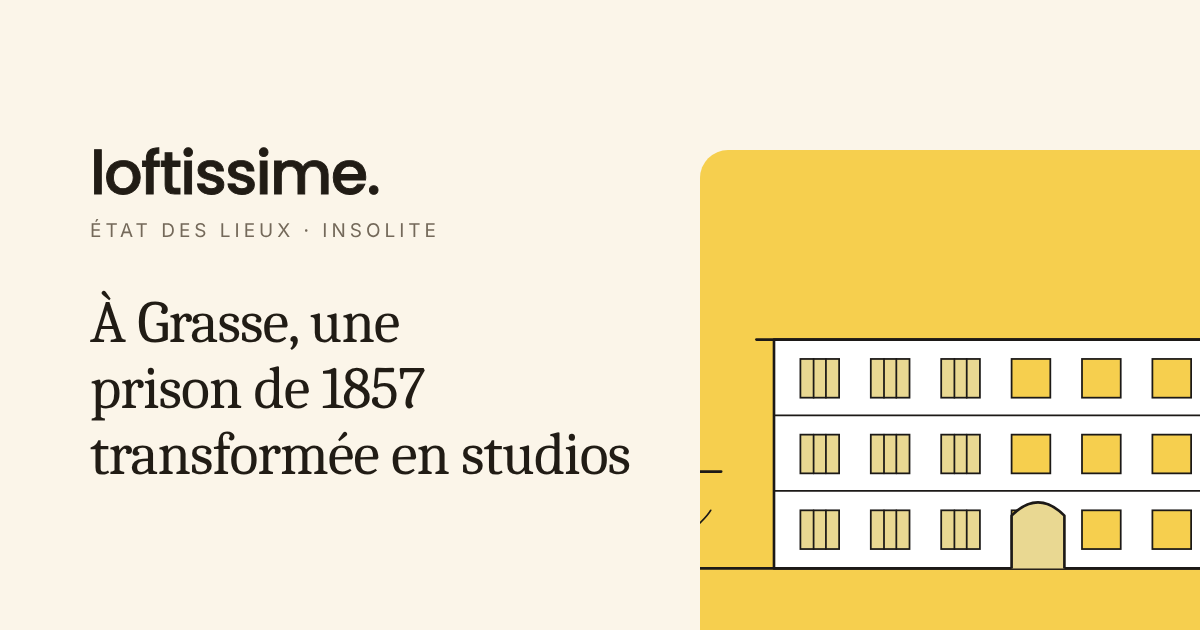 loftissime.
ÉTAT DES LIEUX · INSOLITE
À Grasse, une
prison de 1857
transformée en studios